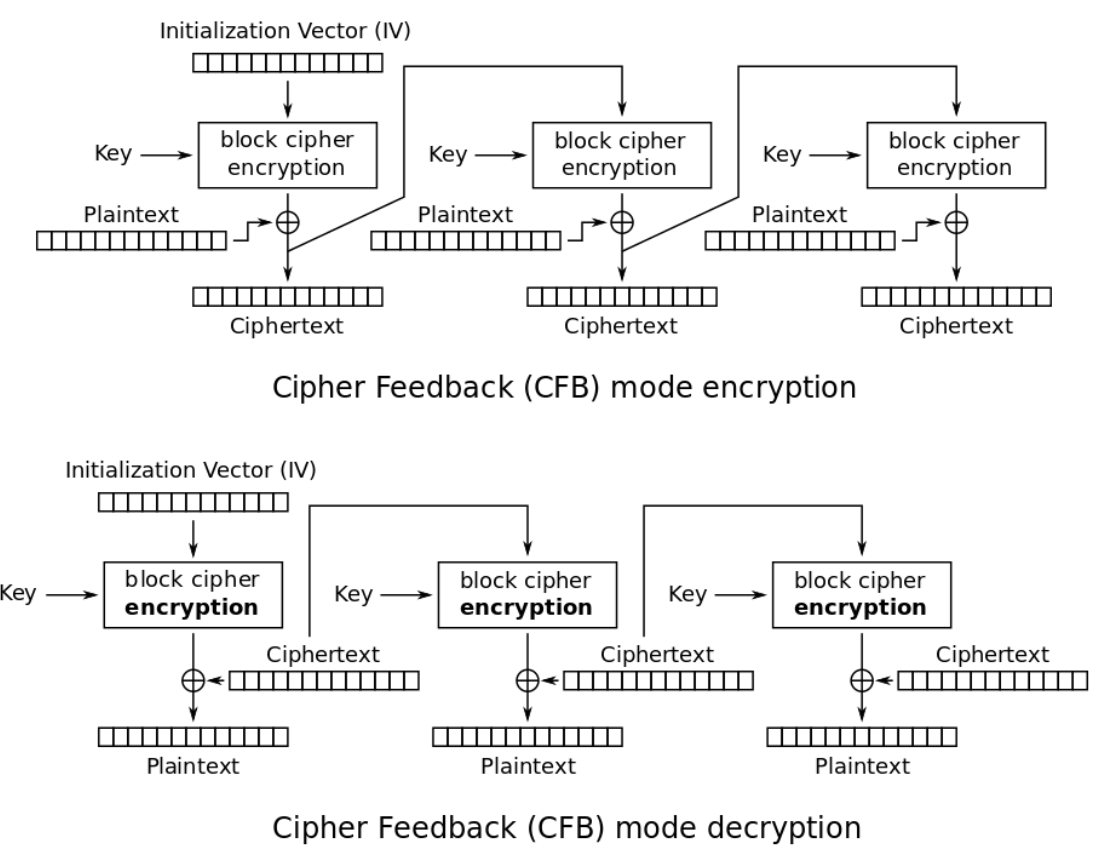 Initialization Vector (IV)
block cipher
encryption
Key
Plaintext
Ciphertext
block cipher
encryption
Key
Plaintext
Ciphertext
block cipher
encryption
Key
Plaintext
Ciphertext
Cipher Feedback (CFB) mode encryption
Initialization Vector (IV)
block cipher
encryption
Key
Ciphertext
Plaintext
block cipher
encryption
Key
Ciphertext
Plaintext
block cipher
encryption
Key
Ciphertext
Plaintext
Cipher Feedback (CFB) mode decryption